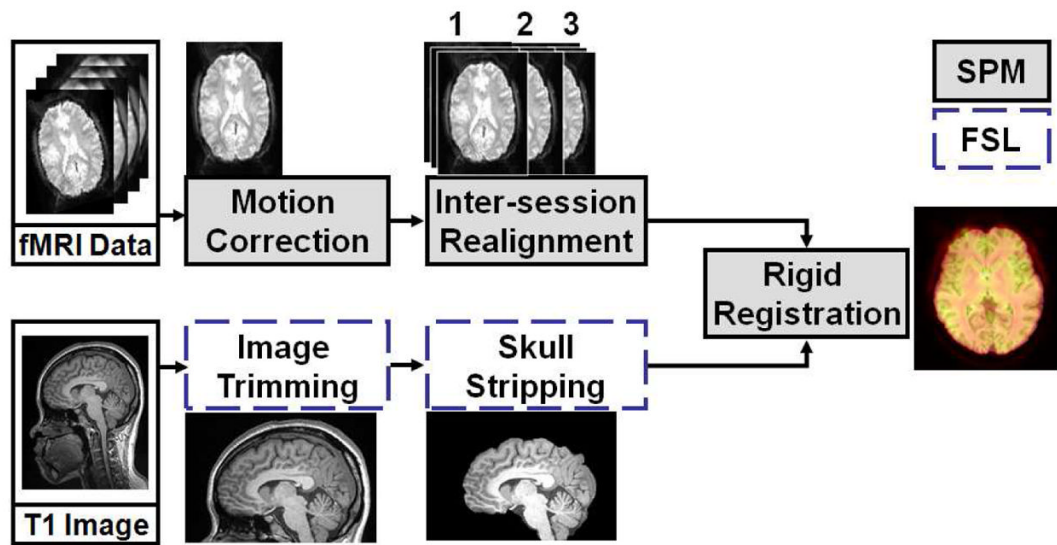 1 2 3
SPM
FSL
fMRI Data
Motion
Correction
Inter-session
Realignment
Rigid
Registration
T1 Image
Image
Trimming
Skull
Stripping